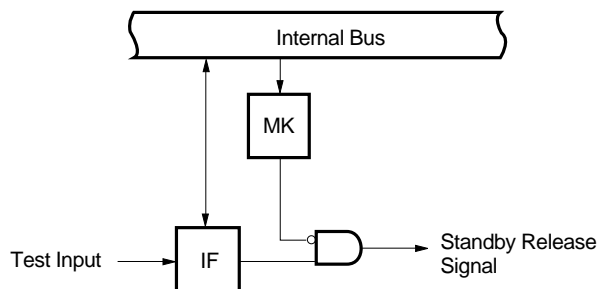 Internal Bus
MK
Test Input
IF
Standby Release
Signal